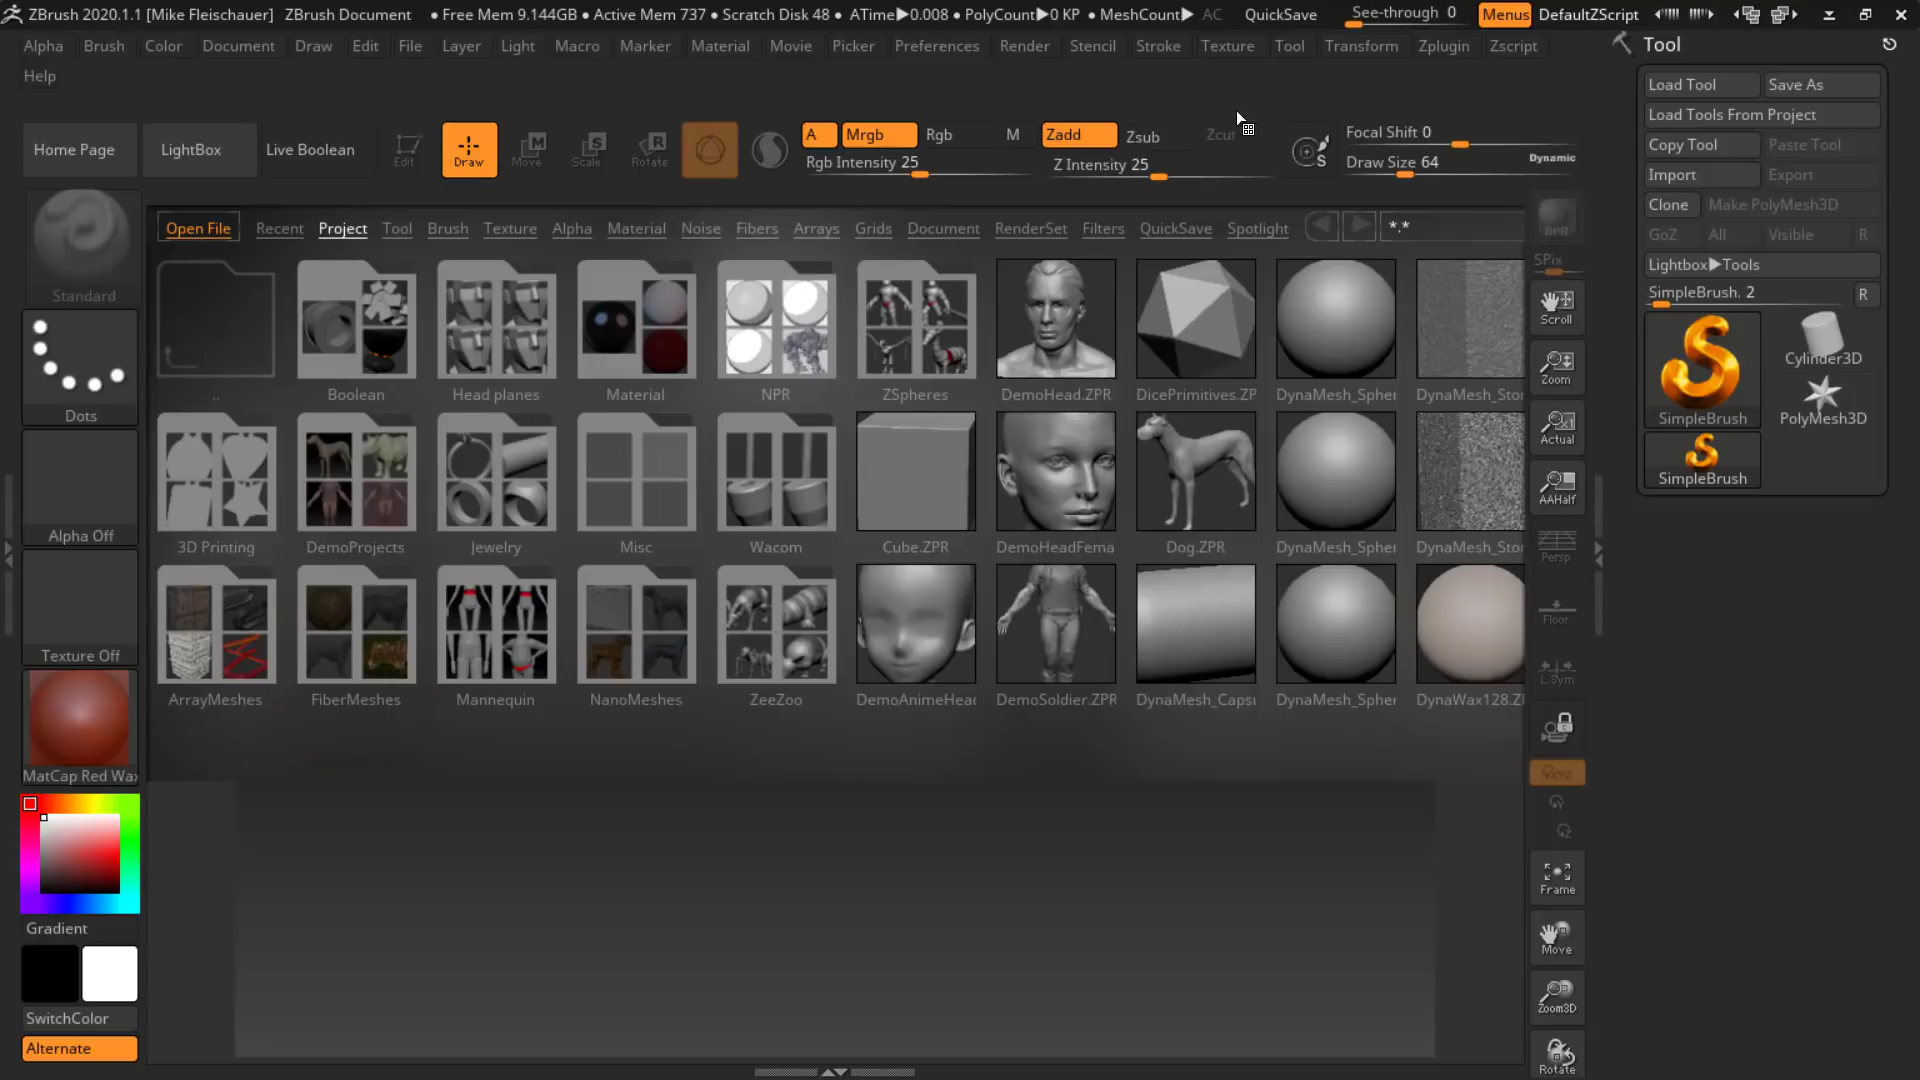 ZBrush 2020.1.1 [Mike Fleischauer] ZBrush Document • Free Mem 9.144GB • Active Mem 737 • Scratch Disk 48 • ATime▶0.008 • PolyCount▶0 KP • MeshCount▶ AC QuickSave See-through 0 Menus DefaultZScript
Alpha Brush Color Document Draw Edit File Layer Light Macro Marker Material Movie Picker Preferences Render Stencil Stroke Texture Tool Transform Zplugin Zscript
Help
Home Page LightBox Live Boolean Edit Draw Move Scale Rotate
A Mrgb Rgb M Zadd Zsub Zcu
Rgb Intensity 25 Z Intensity 25
S
Focal Shift 0
Draw Size 64 Dynamic
Open File Recent Project Tool Brush Texture Alpha Material Noise Fibers Arrays Grids Document RenderSet Filters QuickSave Spotlight *.*
.. Boolean Head planes Material NPR ZSpheres DemoHead.ZPR DicePrimitives.ZP DynaMesh_Spher DynaMesh_Stor
3D Printing DemoProjects Jewelry Misc Wacom Cube.ZPR DemoHeadFema Dog.ZPR DynaMesh_Spher DynaMesh_Stor
ArrayMeshes FiberMeshes Mannequin NanoMeshes ZeeZoo DemoAnimeHead DemoSoldier.ZPR DynaMesh_Capsu DynaMesh_Spher DynaWax128.Z
Standard
Dots
Alpha Off
Texture Off
MatCap Red Wax
Gradient
SwitchColor
Alternate
BPR
SPix
Scroll
Zoom
Actual
AAHalf
Persp
Floor
L.Sym
XYZ
Y
Z
Frame
Move
Zoom3D
Rotate
Tool
Load Tool Save As
Load Tools From Project
Copy Tool Paste Tool
Import Export
Clone Make PolyMesh3D
GoZ All Visible R
Lightbox▶Tools
SimpleBrush. 2 R
Cylinder3D
SimpleBrush PolyMesh3D
SimpleBrush